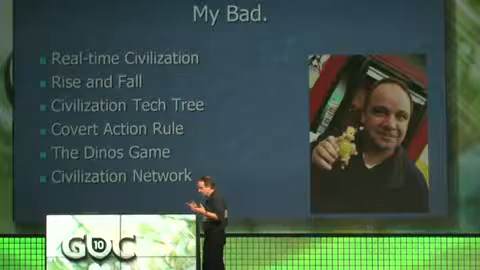 My Bad.
Real-time Civilization
Rise and Fall
Civilization Tech Tree
Covert Action Rule
The Dinos Game
Civilization Network
GDC
10